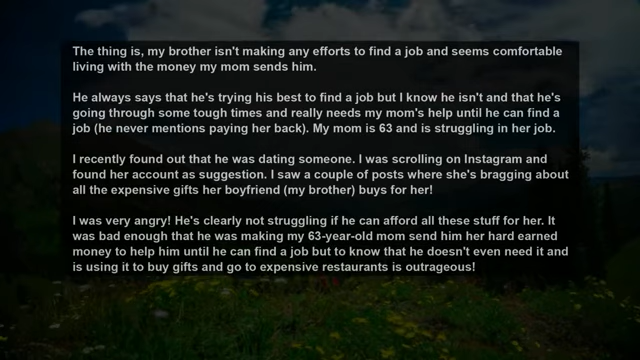 The thing is, my brother isn't making any efforts to find a job and seems comfortable
living with the money my mom sends him.
He always says that he's trying his best to find a job but I know he isn't and that he's
going through some tough times and really needs my mom's help until he can find a
job (he never mentions paying her back). My mom is 63 and is struggling in her job.
I recently found out that he was dating someone. I was scrolling on Instagram and
found her account as suggestion. I saw a couple of posts where she's bragging about
all the expensive gifts her boyfriend (my brother) buys for her!
I was very angry! He's clearly not struggling if he can afford all these stuff for her. It
was bad enough that he was making my 63-year-old mom send him her hard earned
money to help him until he can find a job but to know that he doesn't even need it and
is using it to buy gifts and go to expensive restaurants is outrageous!